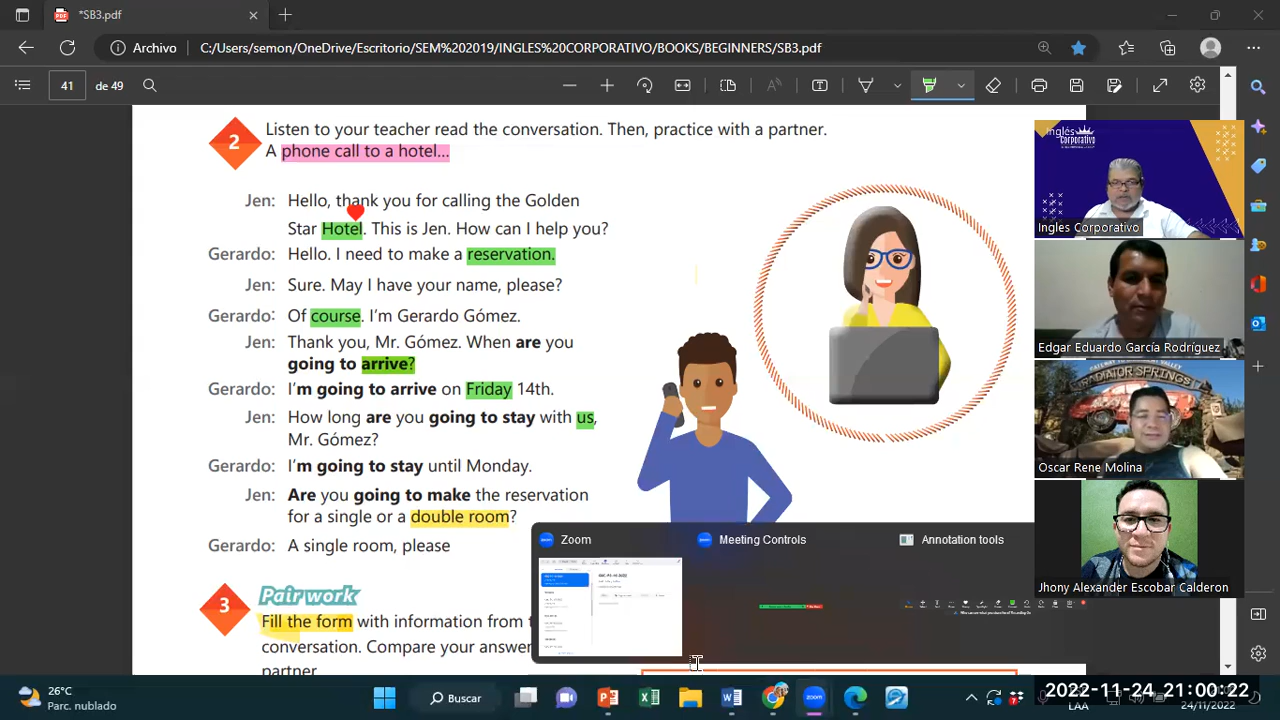 *SB3.pdf
Archivo
C:/Users/semon/OneDrive/Escritorio/SEM%202019/INGLES%20CORPORATIVO/BOOKS/BEGINNERS/SB3.pdf
41
de 49
2
Listen to your teacher read the conversation. Then, practice with a partner.
A phone call to a hotel...
Jen: Hello, thank you for calling the Golden
Star Hotel. This is Jen. How can I help you?
Gerardo: Hello. I need to make a reservation.
Jen: Sure. May I have your name, please?
Gerardo: Of course. I'm Gerardo Gómez.
Jen: Thank you, Mr. Gómez. When are you
going to arrive?
Gerardo: I'm going to arrive on Friday 14th.
Jen: How long are you going to stay with us,
Mr. Gómez?
Gerardo: I'm going to stay until Monday.
Jen: Are you going to make the reservation
for a single or a double room?
Gerardo: A single room, please
3
Pair work
Fill the form with information from
conversation. Compare your answer
partner.
Zoom
Meeting Controls
Annotation tools
Inglés
Corporativo
Ingles Corporativo
Edgar Eduardo García Rodríguez
RADIATOR SPRINGS
Oscar Rene Molina
Alexander Escobar Calderon
26°C
Parc. nublado
Buscar
LAA
2022-11-24 21:00:22
24/11/2022